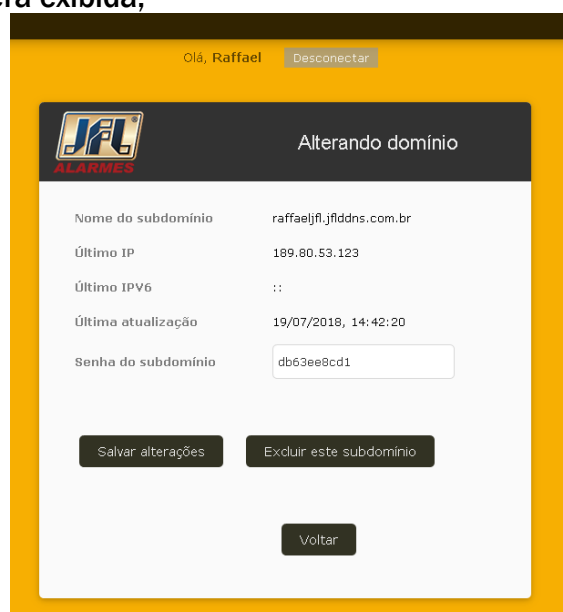 era exibida,
Olá, Raffael Desconectar
JFL
ALARMES
Alterando domínio
Nome do subdomínio raffaeljfl.jflddns.com.br
Último IP 189.80.53.123
Último IPV6 ::
Última atualização 19/07/2018, 14:42:20
Senha do subdomínio db63ee8cd1
Salvar alterações Excluir este subdomínio
Voltar